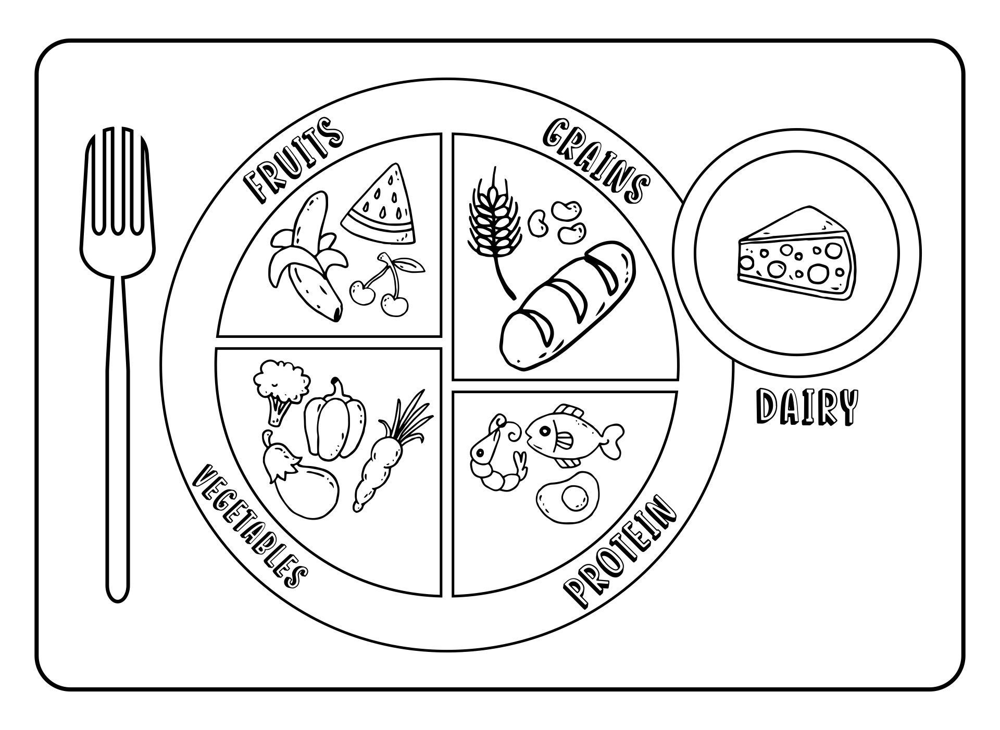 FRUITS
GRAINS
DAIRY
VEGETABLES
PROTEIN